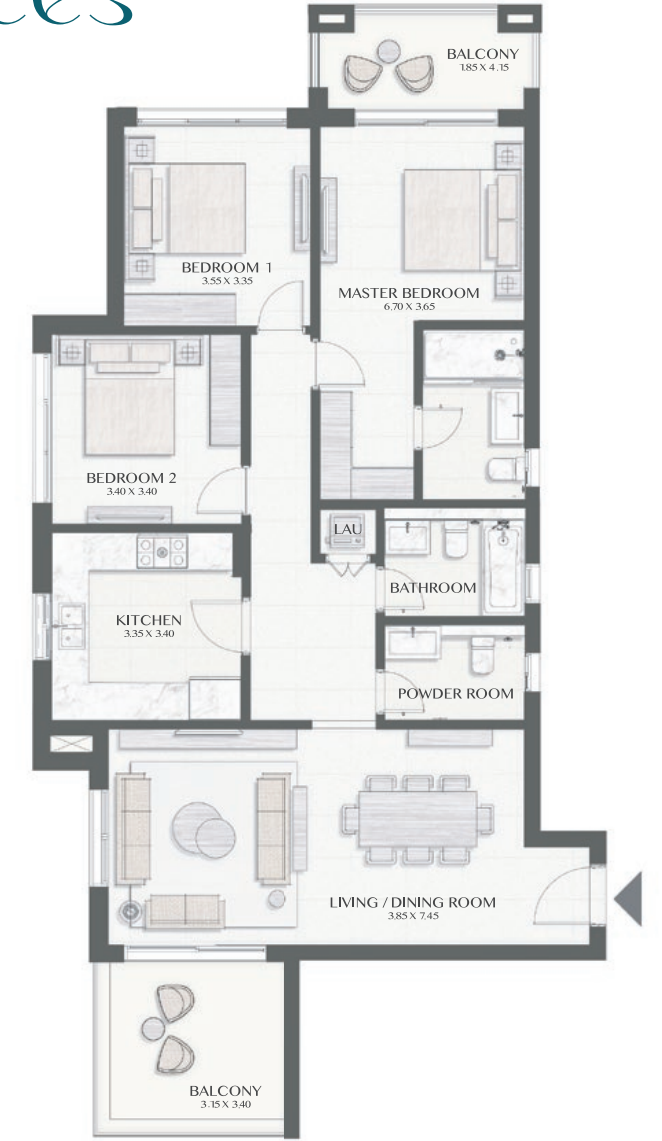 BALCONY
1.85 X 4.15
BEDROOM 1
3.55 X 3.35
MASTER BEDROOM
6.70 X 3.65
BEDROOM 2
3.40 X 3.40
LAU
BATHROOM
KITCHEN
3.35 X 3.40
POWDER ROOM
LIVING / DINING ROOM
3.85 X 7.45
BALCONY
3.15 X 3.40